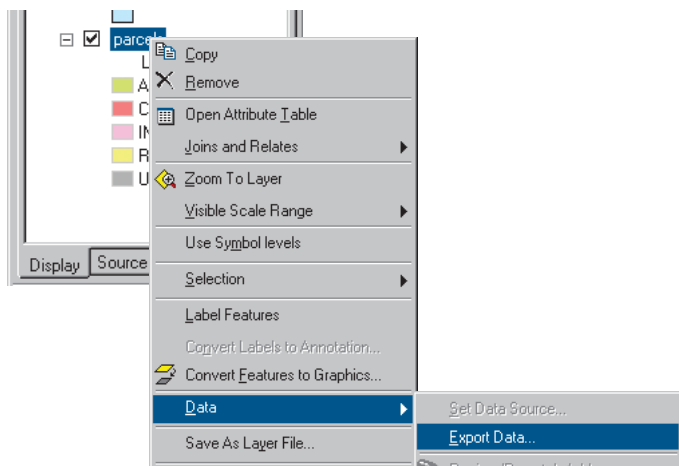 parcels
L
A
C
IN
R
U
Display Source
Copy
Remove
Open Attribute Table
Joins and Relates
Zoom To Layer
Visible Scale Range
Use Symbol levels
Selection
Label Features
Convert Labels to Annotation...
Convert Features to Graphics...
Data
Save As Layer File...
Set Data Source...
Export Data...